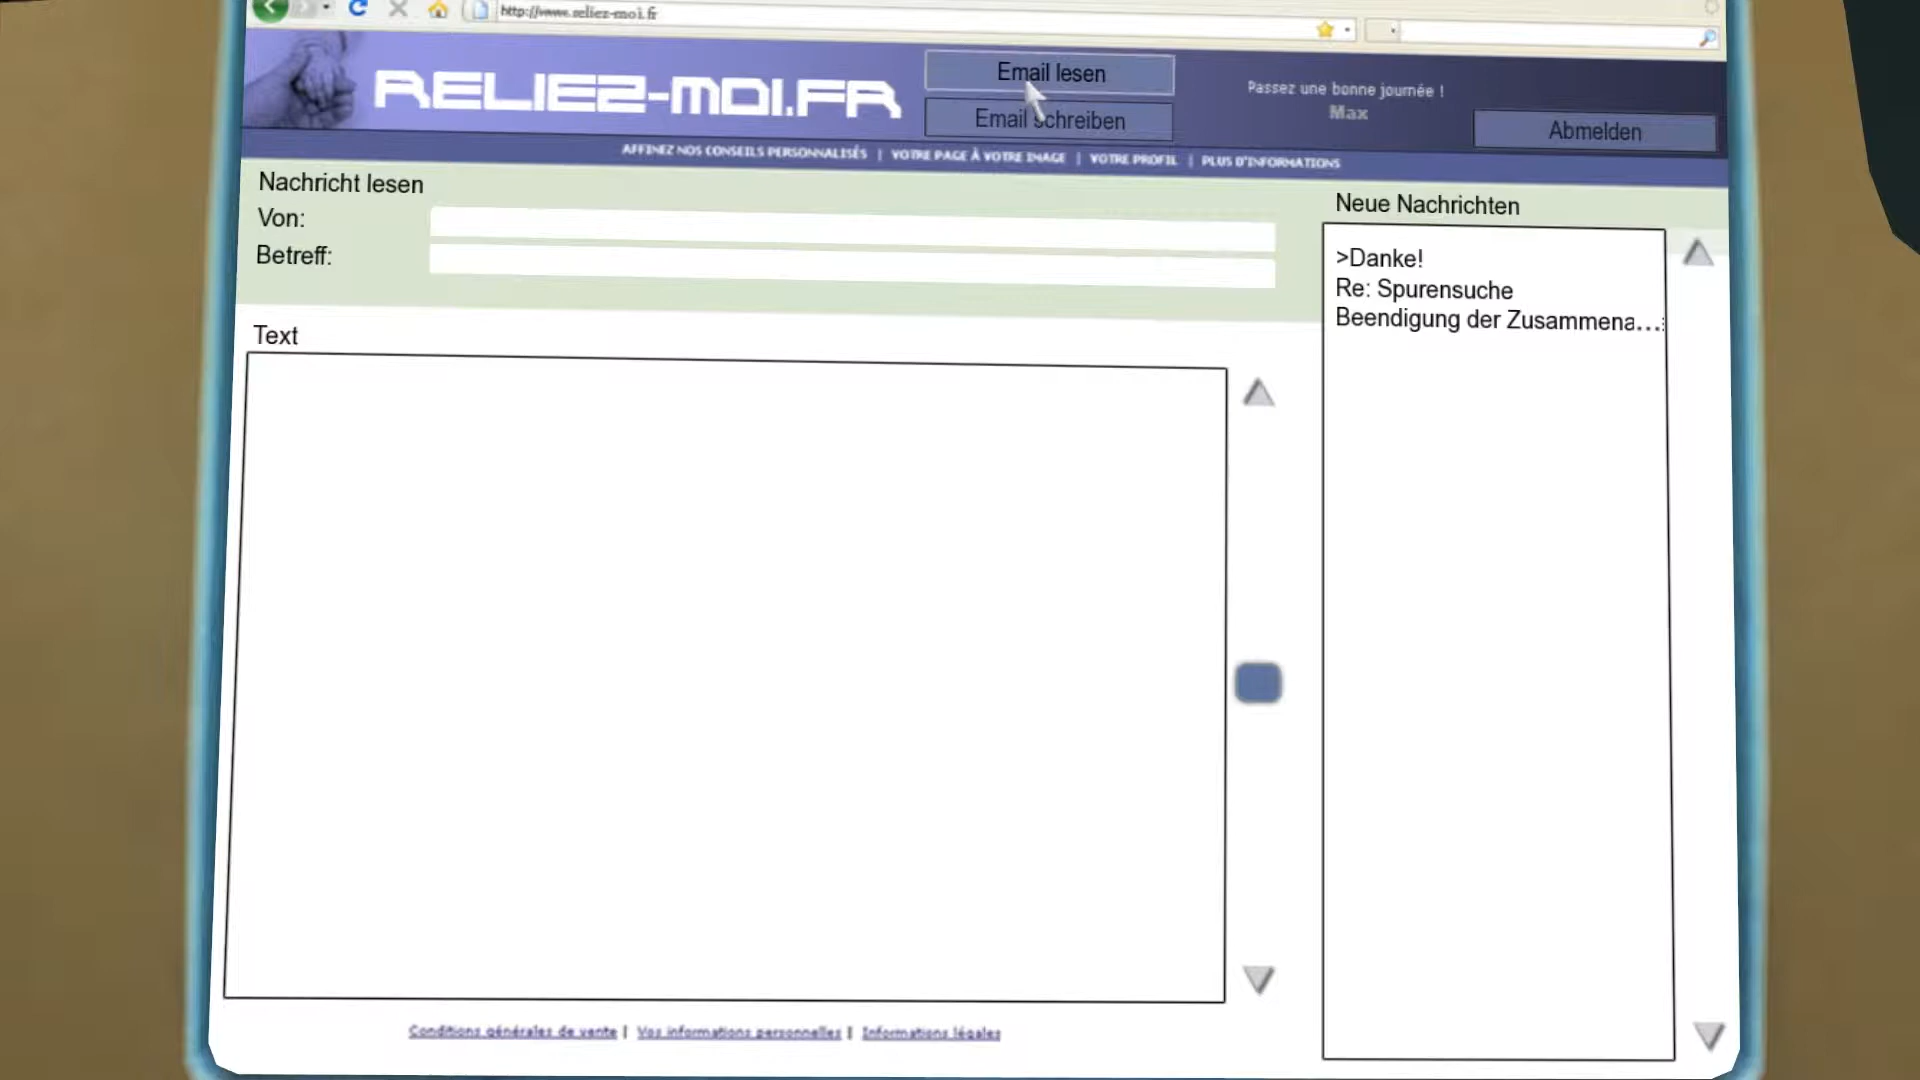 http://www.reliez-moi.fr
RELIEZ-MOI.FR
Email lesen
Email schreiben
Passez une bonne journée !
Max
Abmelden
AFFINEZ NOS CONSEILS PERSONNALISÉS | VOTRE PAGE À VOTRE IMAGE | VOTRE PROFIL | PLUS D'INFORMATIONS
Nachricht lesen
Von:
Betreff:
Neue Nachrichten
>Danke!
Re: Spurensuche
Beendigung der Zusammena...
Text
Conditions générales de vente | Vos informations personnelles | Informations légales